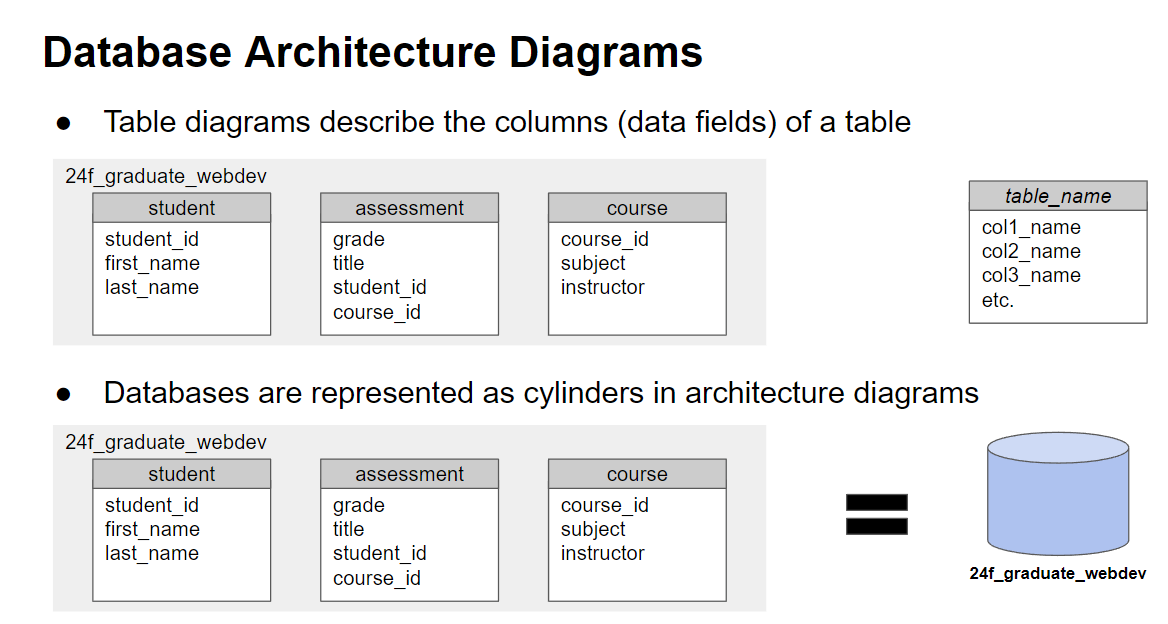 Database Architecture Diagrams
● Table diagrams describe the columns (data fields) of a table
24f_graduate_webdev
student
student_id
first_name
last_name
assessment
grade
title
student_id
course_id
course
course_id
subject
instructor
table_name
col1_name
col2_name
col3_name
etc.
● Databases are represented as cylinders in architecture diagrams
24f_graduate_webdev
student
student_id
first_name
last_name
assessment
grade
title
student_id
course_id
course
course_id
subject
instructor
24f_graduate_webdev